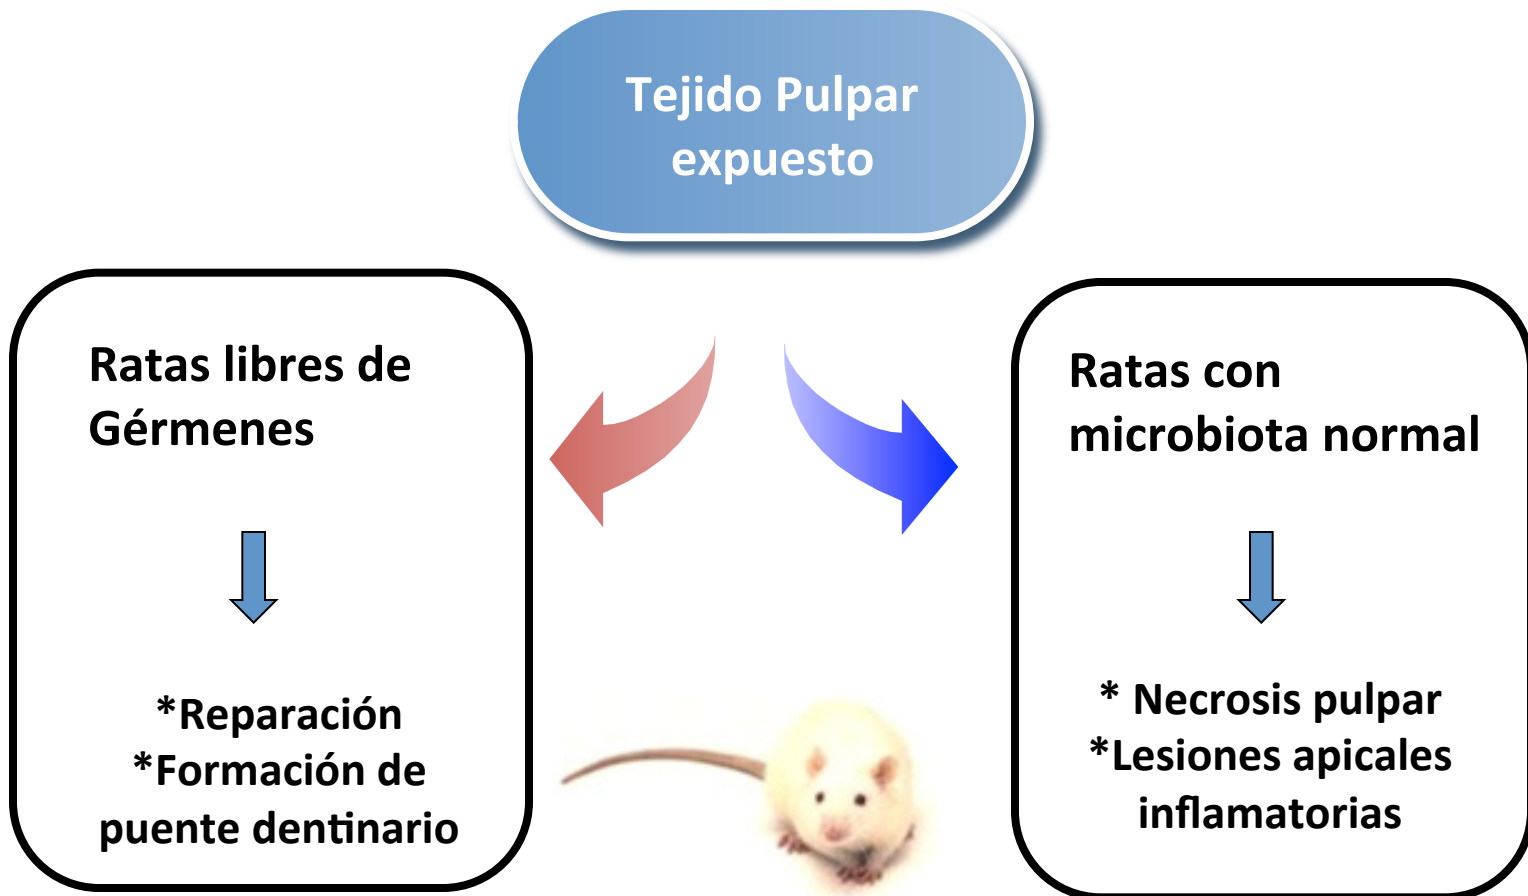 Tejido Pulpar
expuesto
Ratas libres de
Gérmenes
*Reparación
*Formación de
puente dentinario
Ratas con
microbiota normal
* Necrosis pulpar
*Lesiones apicales
inflamatorias